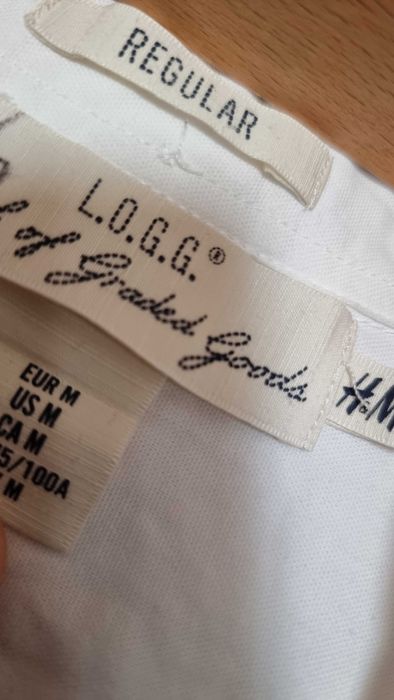 REGULAR
L.O.G.G.®
of Graded Goods
H&M
EUR M
US M
CA M
5/100A
M